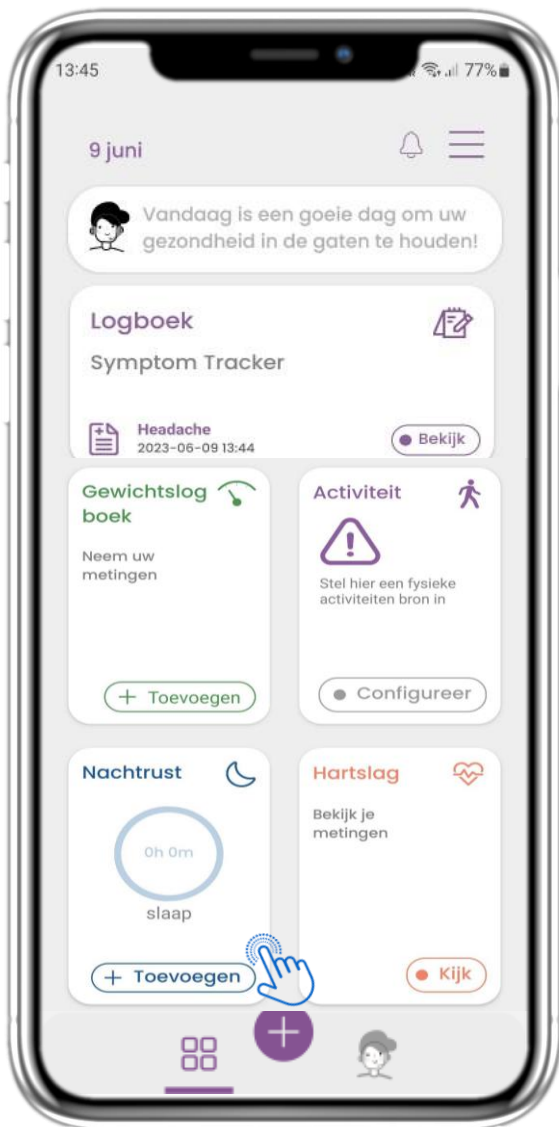 13:45
77%
9 juni
Vandaag is een goeie dag om uw
gezondheid in de gaten te houden!
Logboek
Symptom Tracker
Headache
2023-06-09 13:44
Bekijk
Gewichtslog
boek
Neem uw
metingen
+ Toevoegen
Activiteit
Stel hier een fysieke
activiteiten bron in
Configureer
Nachtrust
0h 0m
slaap
+ Toevoegen
Hartslag
Bekijk je
metingen
Kijk